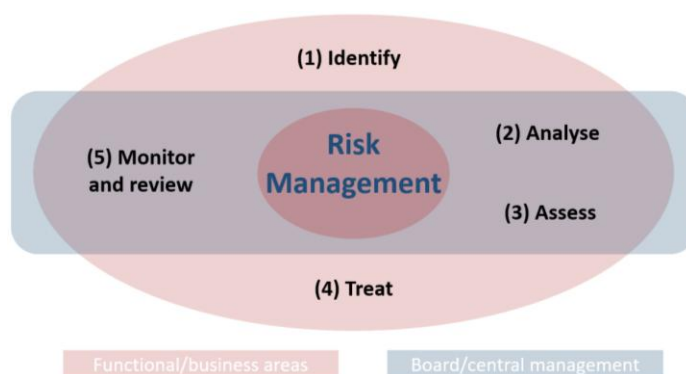 (1) Identify
Risk
Management
(2) Analyse
(5) Monitor
and review
(3) Assess
(4) Treat
Functional/business areas
Board/central management